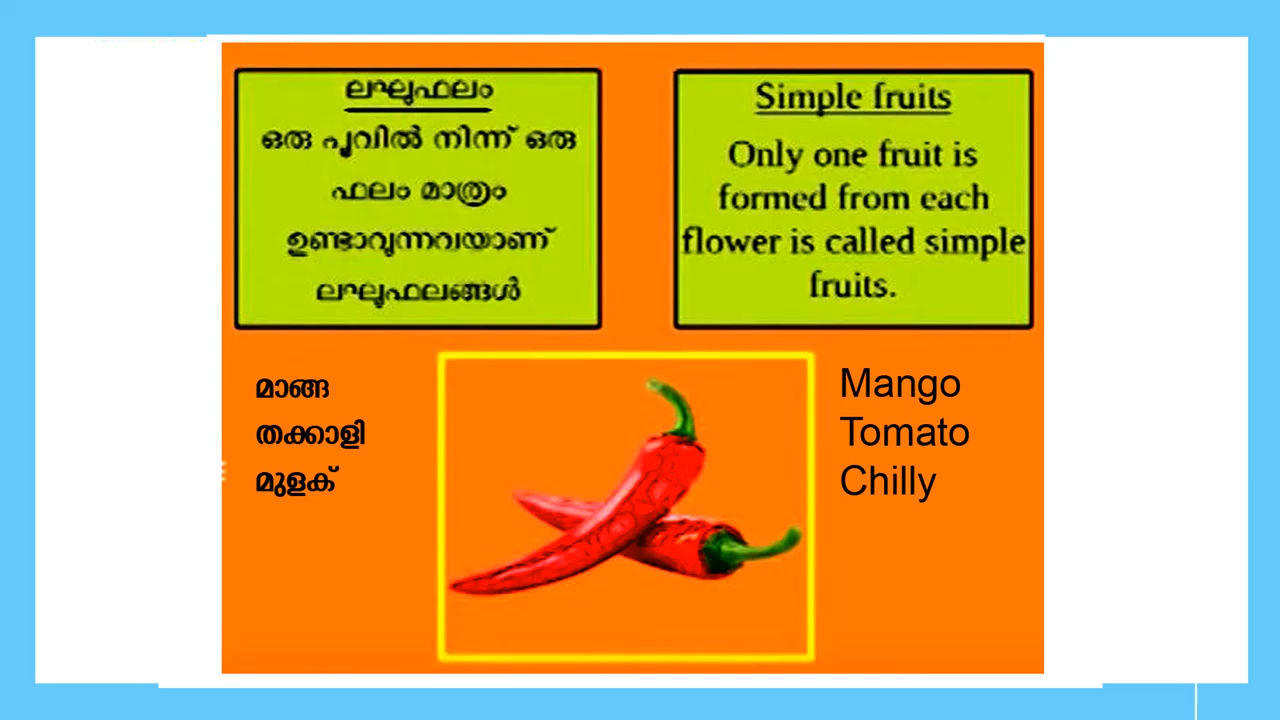 ലഘുഫലം
ഒരു പൂവിൽ നിന്ന് ഒരു
ഫലം മാത്രം
ഉണ്ടാവുന്നവയാണ്
ലഘുഫലങ്ങൾ
Simple fruits
Only one fruit is
formed from each
flower is called simple
fruits.
മാങ്ങ
തക്കാളി
മുളക്
Mango
Tomato
Chilly